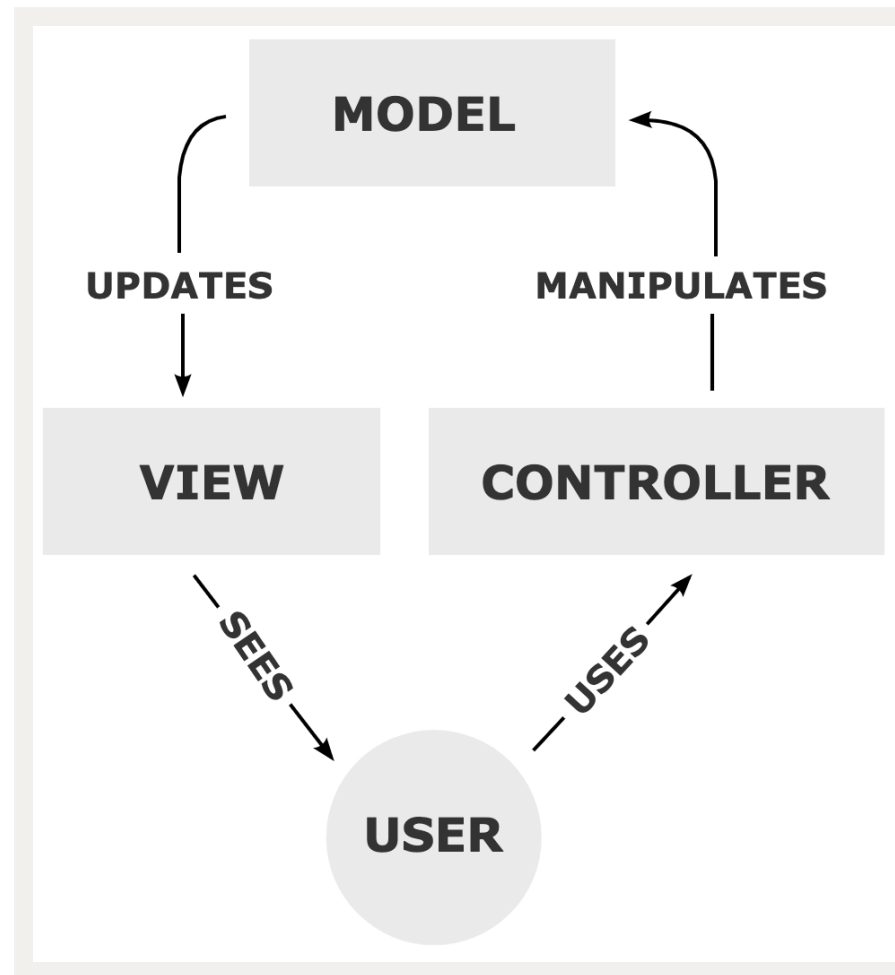 MODEL
UPDATES
MANIPULATES
VIEW
CONTROLLER
SEES
USES
USER